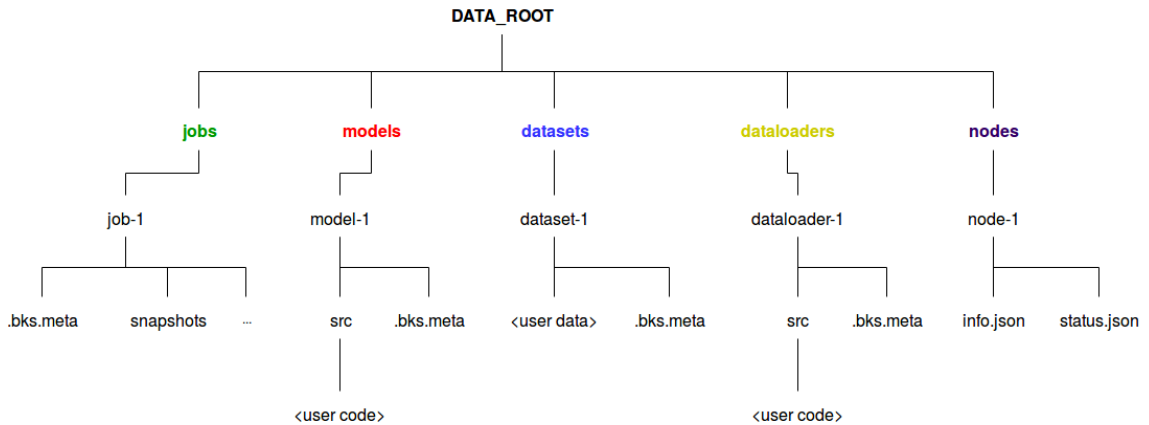 DATA_ROOT
jobs models datasets dataloaders nodes
job-1 model-1 dataset-1 dataloader-1 node-1
.bks.meta snapshots ... src .bks.meta <user data> .bks.meta src .bks.meta info.json status.json
<user code> <user code>